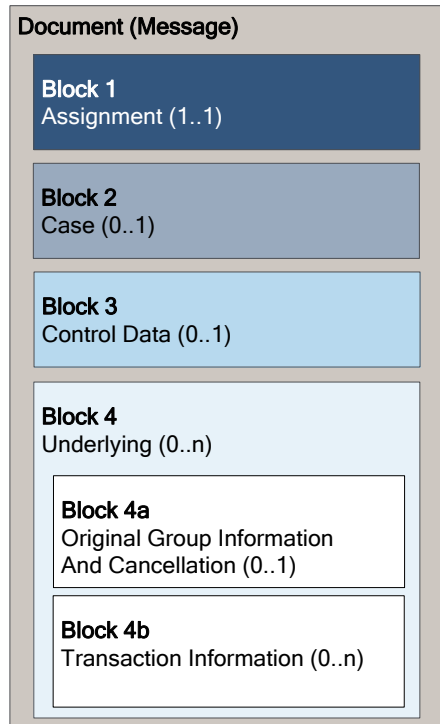 Document (Message)
Block 1
Assignment (1..1)
Block 2
Case (0..1)
Block 3
Control Data (0..1)
Block 4
Underlying (0..n)
Block 4a
Original Group Information
And Cancellation (0..1)
Block 4b
Transaction Information (0..n)